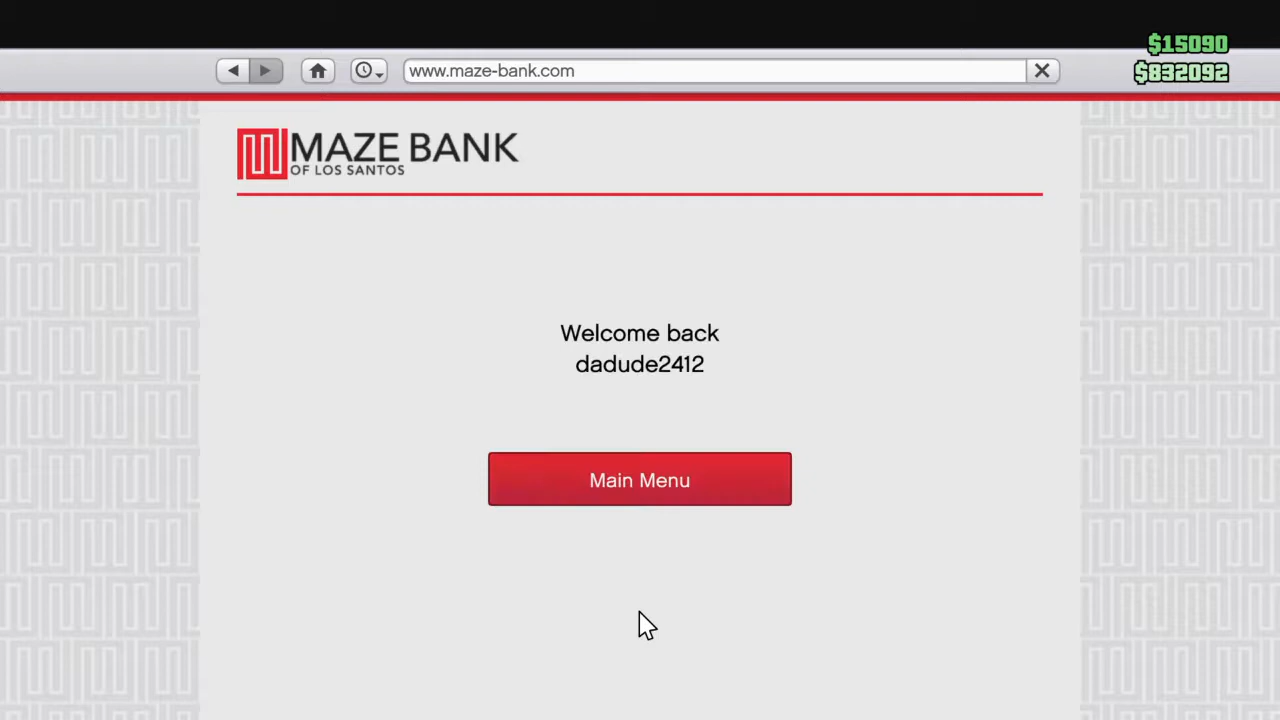 $15090
www.maze-bank.com
$832092
MAZE BANK
OF LOS SANTOS
Welcome back
dadude2412
Main Menu